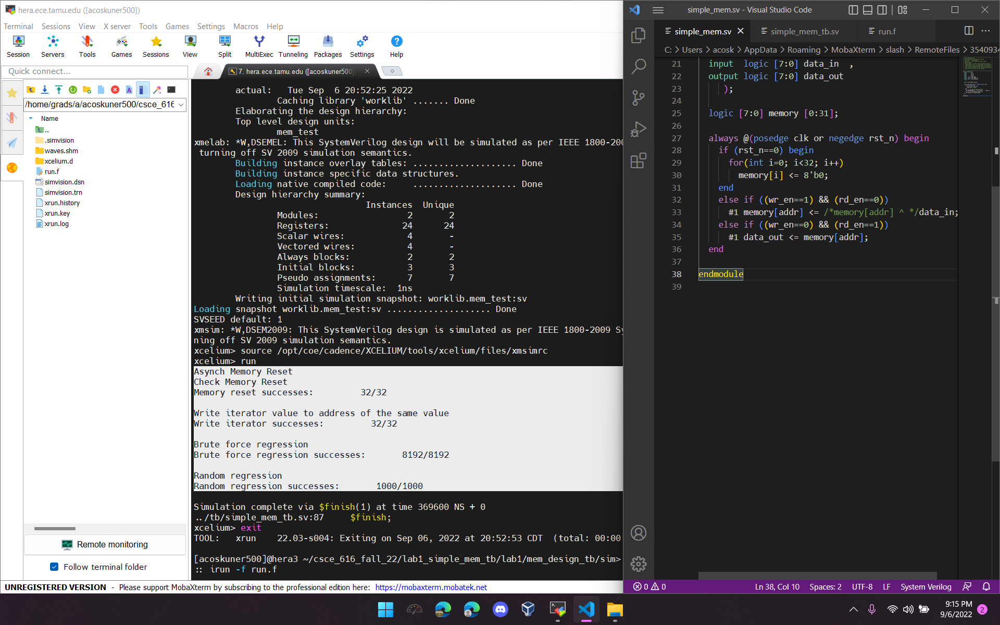 hera.ece.tamu.edu ([acoskuner500])
Terminal Sessions View X server Tools Games Settings Macros Help
Session Servers Tools Games Sessions View Split MultiExec Tunneling Packages Settings Help
Quick connect...
7. hera.ece.tamu.edu ([acoskuner500]
/home/grads/a/acoskuner500/csce_616
Name
..
.simvision
waves.shm
xcelium.d
run.f
simvision.dsn
simvision.trn
xrun.history
xrun.key
xrun.log
Remote monitoring
Follow terminal folder
actual: Tue Sep 6 20:52:25 2022
Caching library 'worklib' ....... Done
Elaborating the design hierarchy:
Top level design units:
mem_test
xmelab: *W,DSEMEL: This SystemVerilog design will be simulated as per IEEE 1800-200
turning off SV 2009 simulation semantics.
Building instance overlay tables: .................... Done
Building instance specific data structures.
Loading native compiled code: .................... Done
Design hierarchy summary:
Instances Unique
Modules: 2 2
Registers: 24 24
Scalar wires: 4 -
Vectored wires: 4 -
Always blocks: 2 2
Initial blocks: 3 3
Pseudo assignments: 7 7
Simulation timescale: 1ns
Writing initial simulation snapshot: worklib.mem_test:sv
Loading snapshot worklib.mem_test:sv .................... Done
SVSEED default: 1
xmsim: *W,DSEM2009: This SystemVerilog design is simulated as per IEEE 1800-2009 Sy
ning off SV 2009 simulation semantics.
xcelium> source /opt/coe/cadence/XCELIUM/tools/xcelium/files/xmsimrc
xcelium> run
Asynch Memory Reset
Check Memory Reset
Memory reset successes: 32/32
Write iterator value to address of the same value
Write iterator successes: 32/32
Brute force regression
Brute force regression successes: 8192/8192
Random regression
Random regression successes: 1000/1000
Simulation complete via $finish(1) at time 369600 NS + 0
../tb/simple_mem_tb.sv:87 $finish;
xcelium> exit
TOOL: xrun 22.03-s004: Exiting on Sep 06, 2022 at 20:52:53 CDT (total: 00:00
[acoskuner500]@hera3 ~/csce_616_fall_22/lab1_simple_mem_tb/lab1/mem_design_tb/sim>
:: irun -f run.f
UNREGISTERED VERSION - Please support MobaXterm by subscribing to the professional edition here: https://mobaxterm.mobatek.net
simple_mem.sv - Visual Studio Code
simple_mem.sv simple_mem_tb.sv run.f
C: > Users > acosk > AppData > Roaming > MobaXterm > slash > RemoteFiles > 3540934
21 input logic [7:0] data_in ,
22 output logic [7:0] data_out
23 );
24
25 logic [7:0] memory [0:31];
26
27 always @(posedge clk or negedge rst_n) begin
28 if (rst_n==0) begin
29 for(int i=0; i<32; i++)
30 memory[i] <= 8'b0;
31 end
32 else if ((wr_en==1) && (rd_en==0))
33 #1 memory[addr] <= /*memory[addr] ^ */data_in;
34 else if ((wr_en==0) && (rd_en==1))
35 #1 data_out <= memory[addr];
36 end
37
38 endmodule
39
0 0 Ln 38, Col 10 Spaces: 2 UTF-8 LF System Verilog
9:15 PM
9/6/2022
2